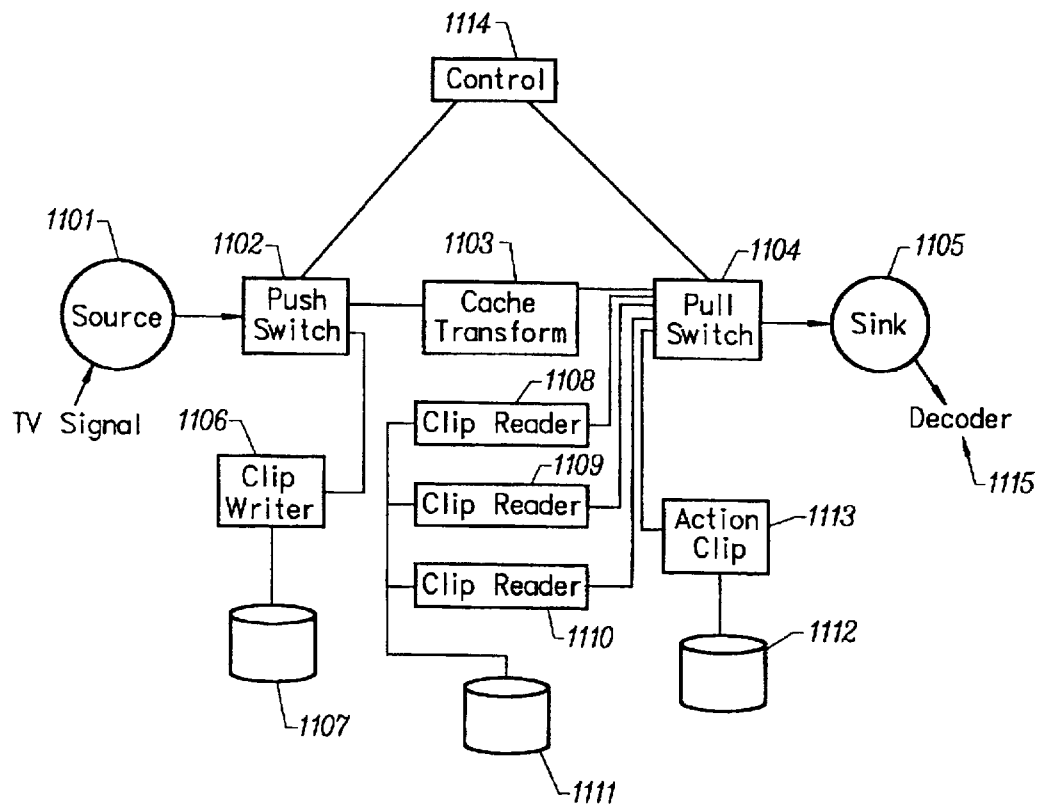 1114
Control
1101
1102
1103
1104
1105
Source
Push
Switch
Cache
Transform
Pull
Switch
Sink
TV Signal
1106
Clip
Writer
1108
Clip Reader
1109
Clip Reader
Clip Reader
1110
Decoder
1115
Action
Clip
1113
1107
1111
1112